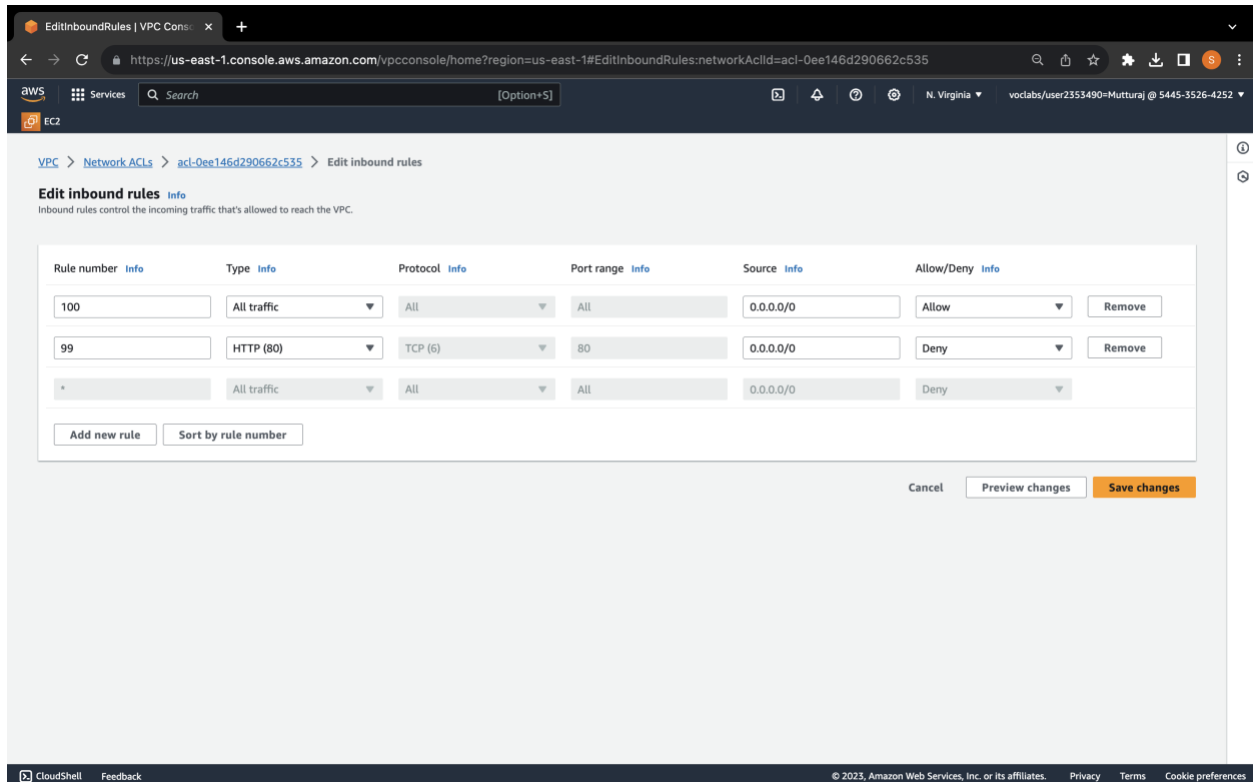 EditInboundRules | VPC Conso
https://us-east-1.console.aws.amazon.com/vpcconsole/home?region=us-east-1#EditInboundRules:networkAclId=acl-0ee146d290662c535
S
aws Services Search [Option+S] N. Virginia voclabs/user2353490=Mutturaj @ 5445-3526-4252
EC2
VPC > Network ACLs > acl-0ee146d290662c535 > Edit inbound rules
Edit inbound rules Info
Inbound rules control the incoming traffic that's allowed to reach the VPC.
Rule number Info Type Info Protocol Info Port range Info Source Info Allow/Deny Info
100 All traffic All All 0.0.0.0/0 Allow Remove
99 HTTP (80) TCP (6) 80 0.0.0.0/0 Deny Remove
* All traffic All All 0.0.0.0/0 Deny
Add new rule Sort by rule number
Cancel Preview changes Save changes
CloudShell Feedback © 2023, Amazon Web Services, Inc. or its affiliates. Privacy Terms Cookie preferences